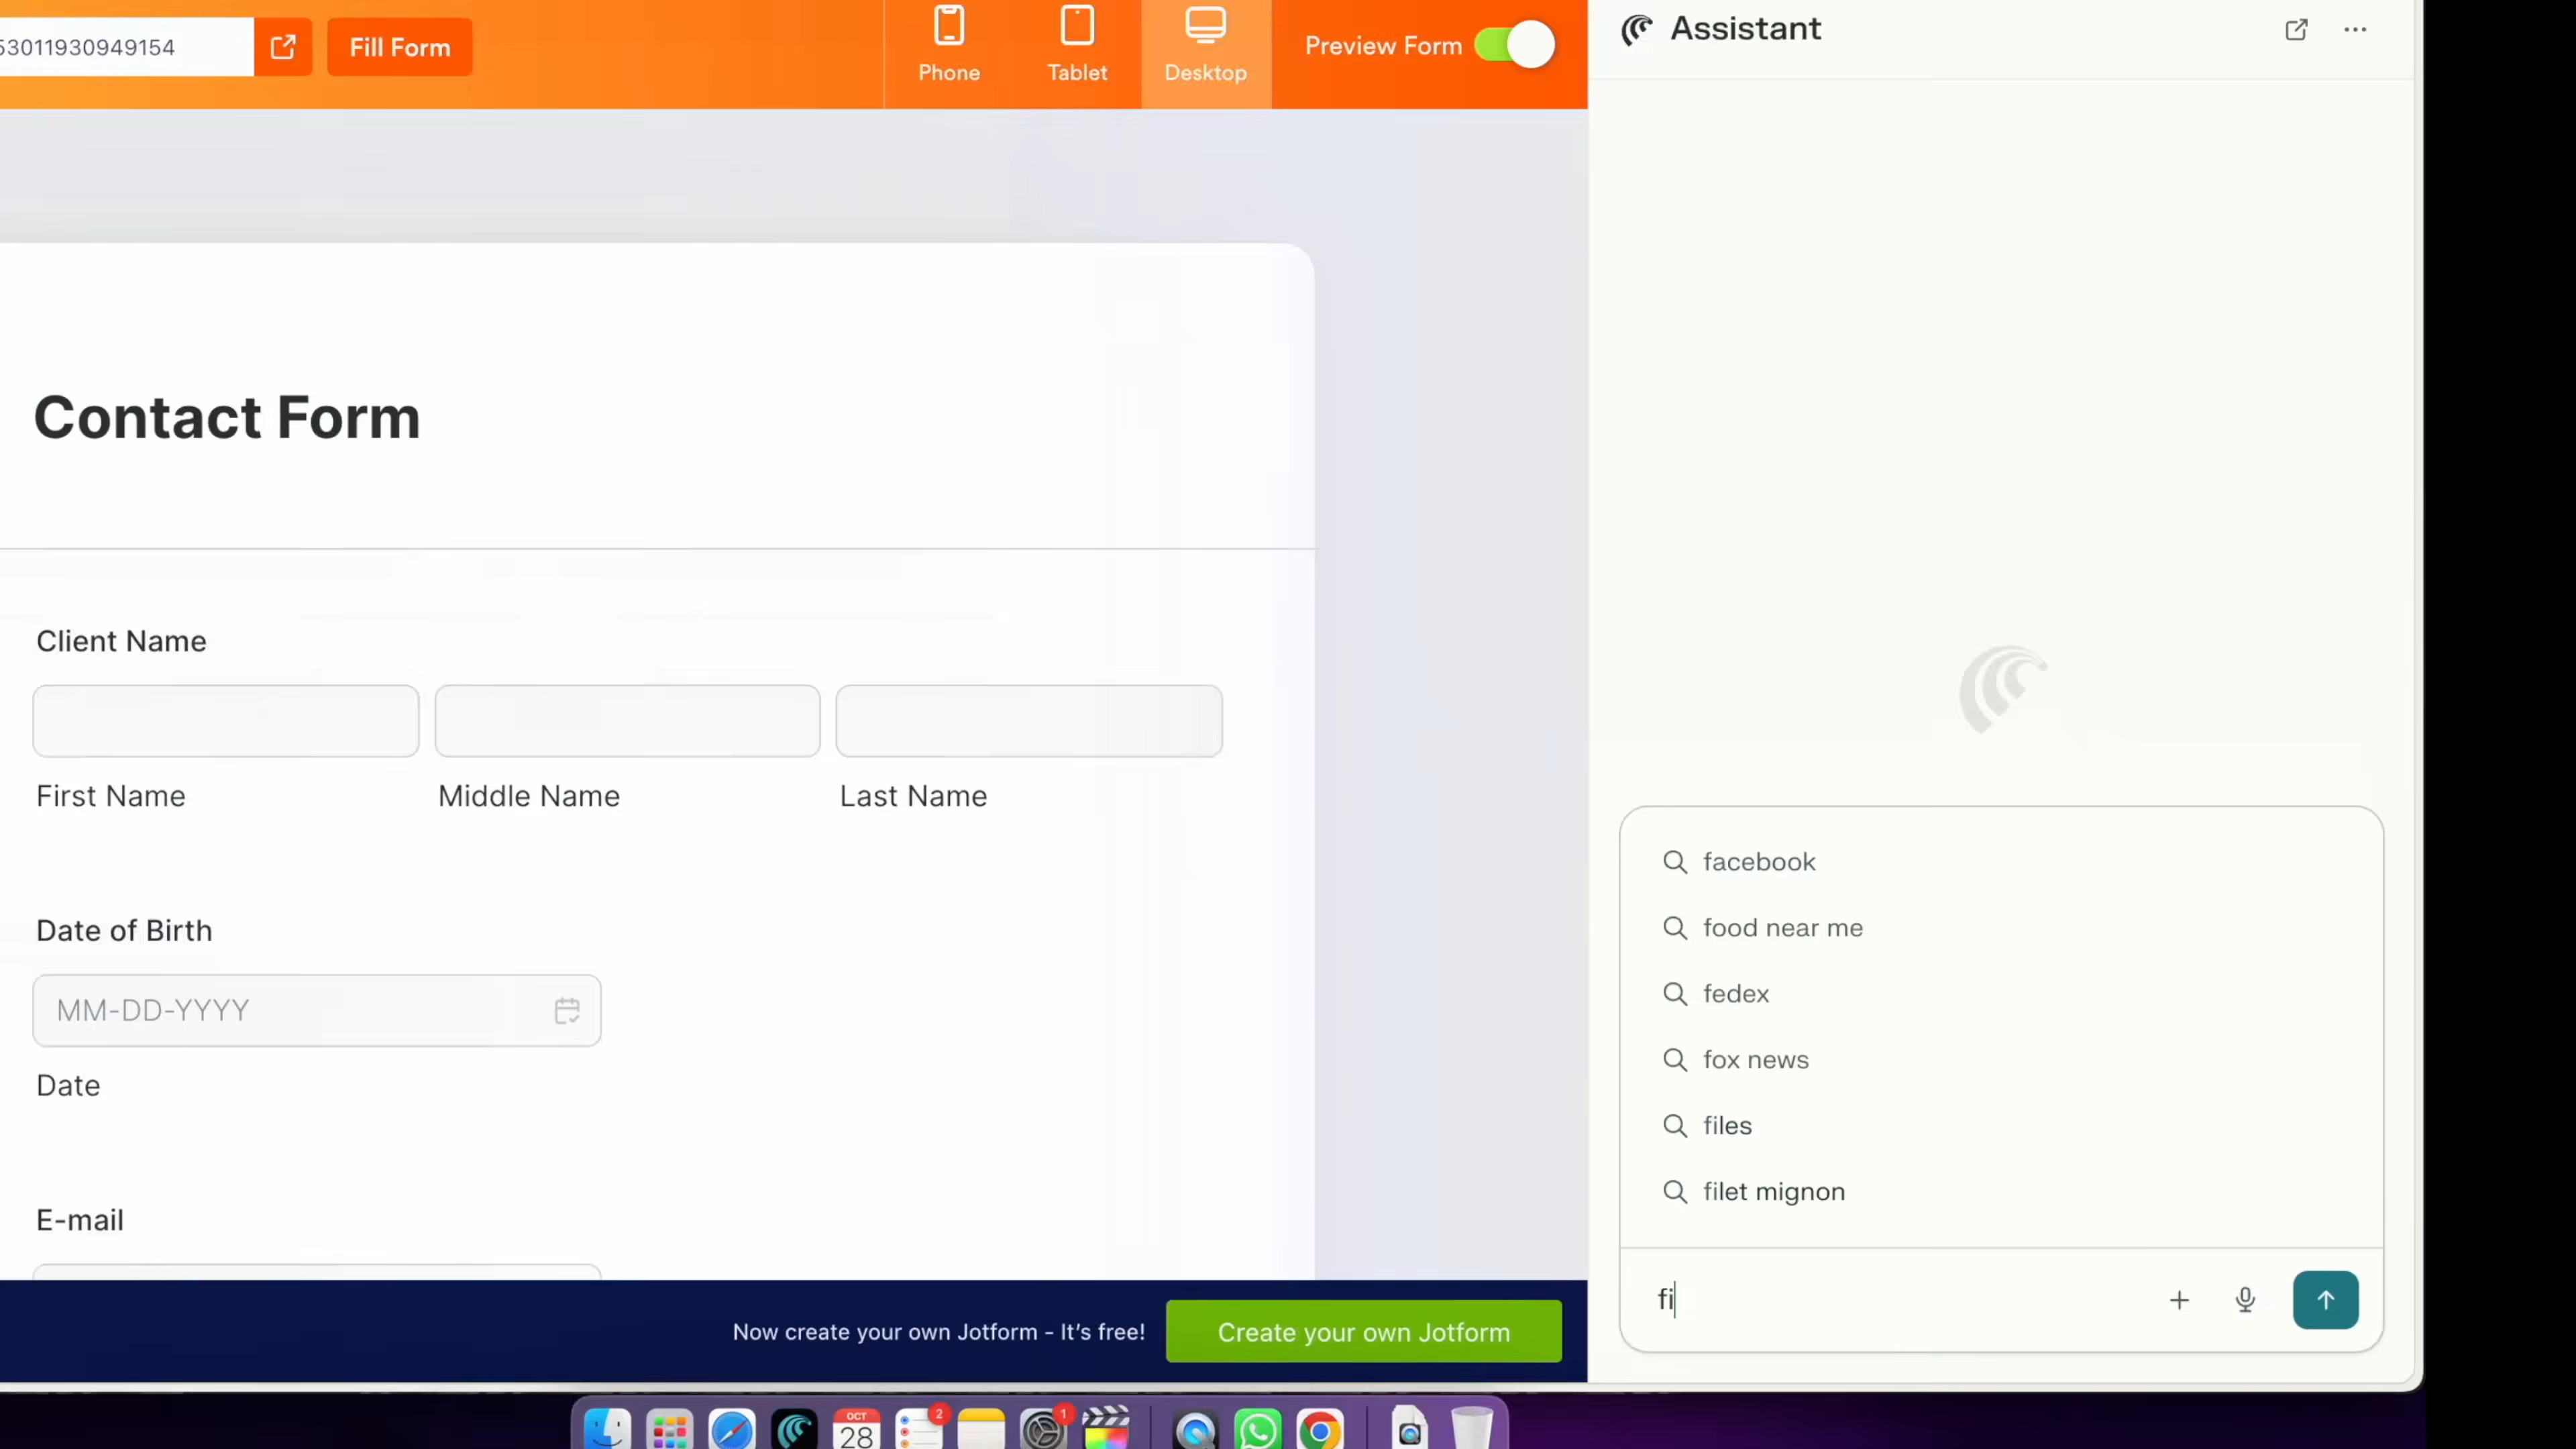 53011930949154
Fill Form
Phone
Tablet
Desktop
Preview Form
Assistant
Contact Form
Client Name
First Name
Middle Name
Last Name
Date of Birth
MM-DD-YYYY
Date
E-mail
facebook
food near me
fedex
fox news
files
filet mignon
fi
Now create your own Jotform - It’s free!
Create your own Jotform
OCT
28
2
1